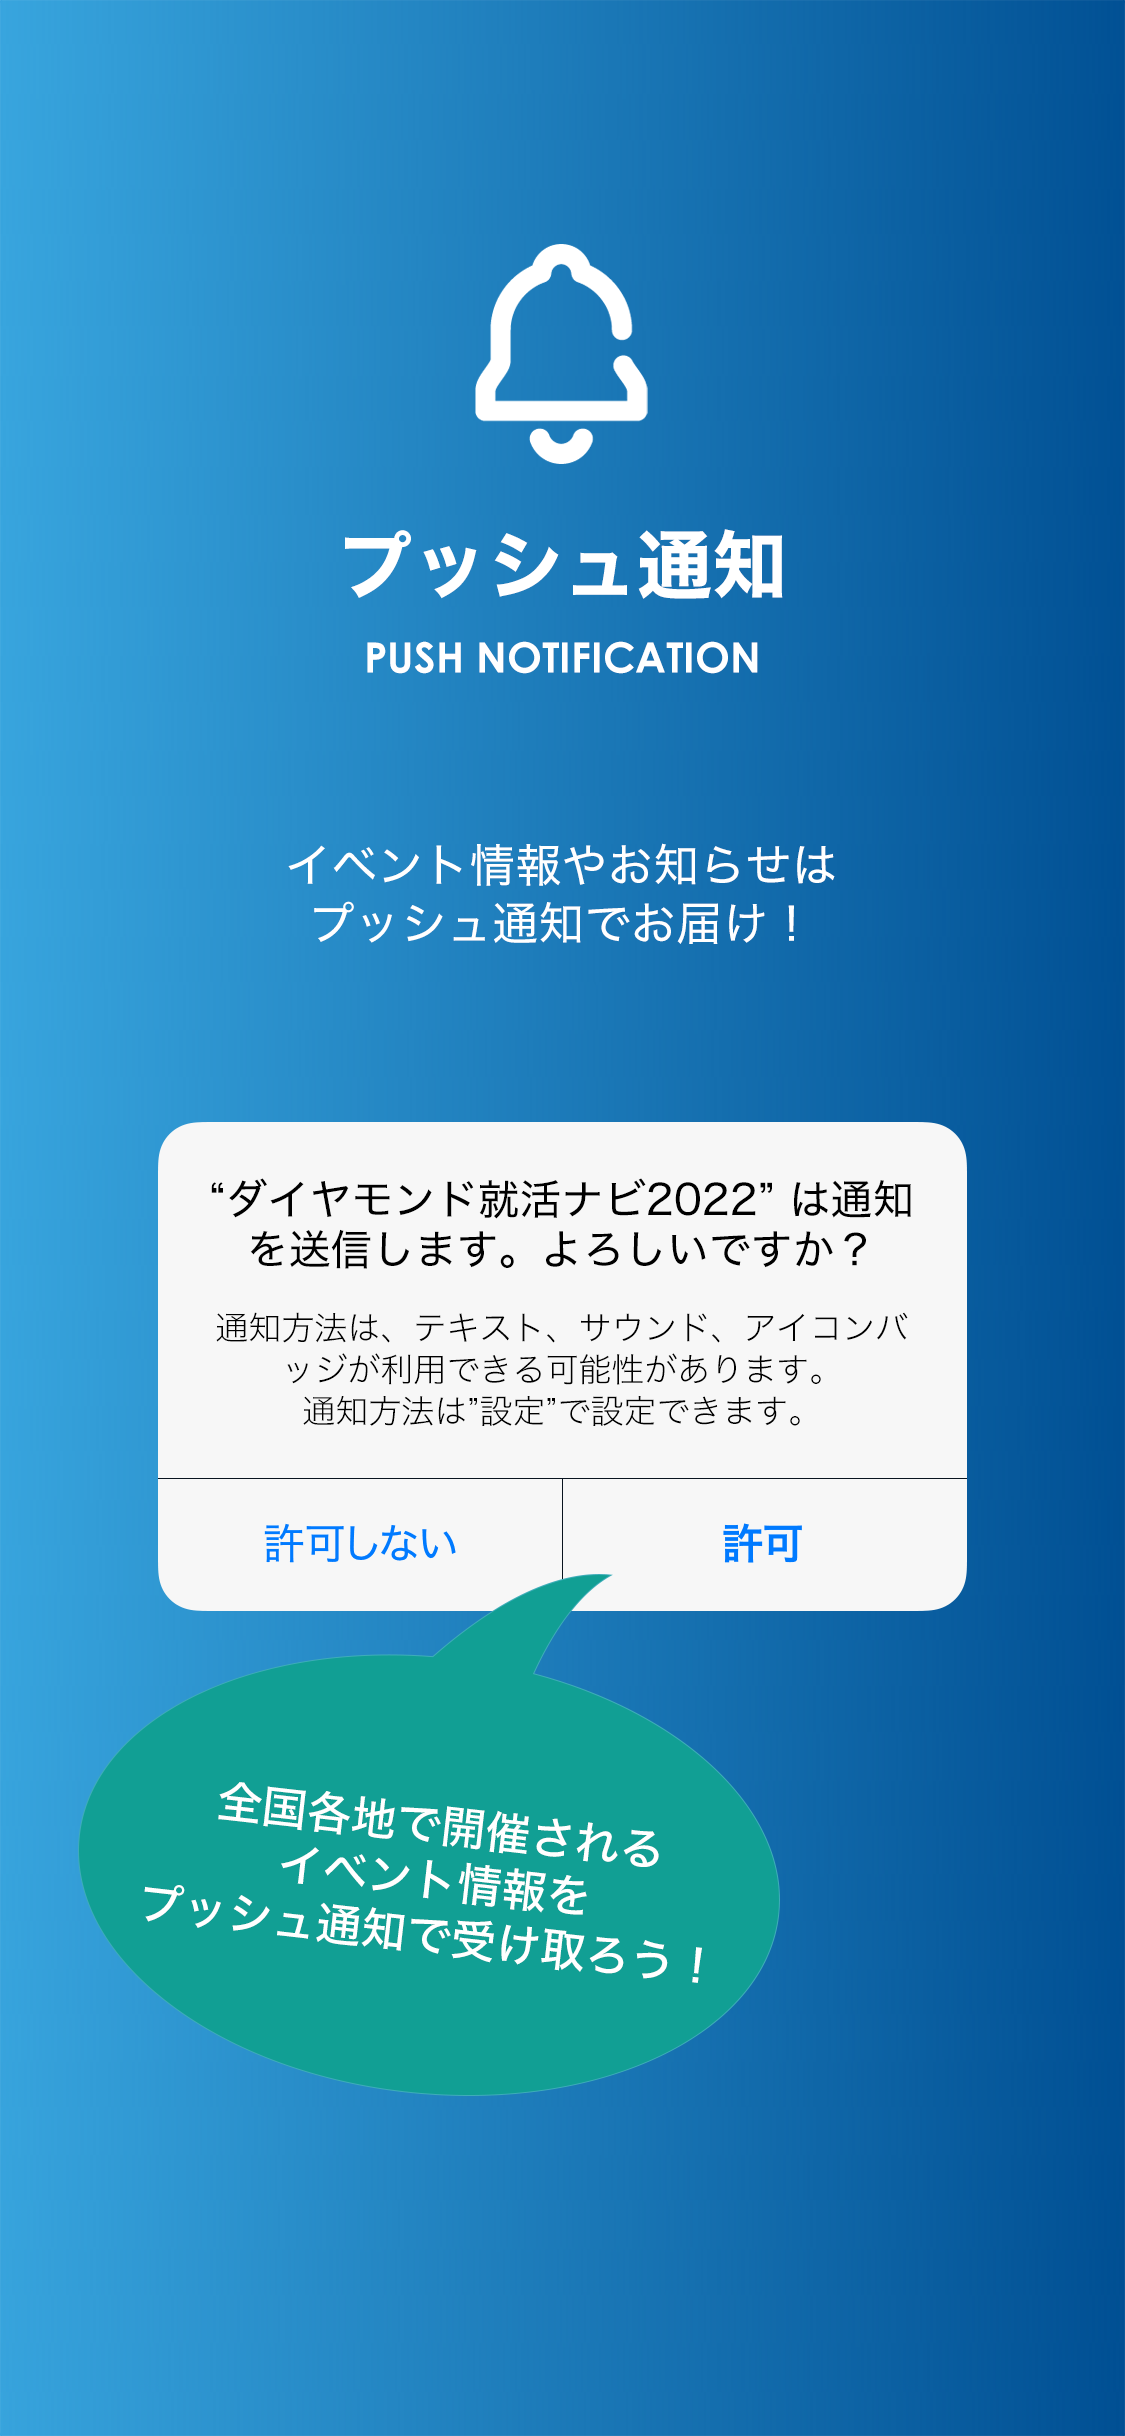 プッシュ通知
PUSH NOTIFICATION
イベント情報やお知らせは
プッシュ通知でお届け！
“ダイヤモンド就活ナビ2022” は通知
を送信します。よろしいですか？
通知方法は、テキスト、サウンド、アイコンバ
ッジが利用できる可能性があります。
通知方法は”設定”で設定できます。
許可しない
許可
全国各地で開催される
イベント情報を
プッシュ通知で受け取ろう！